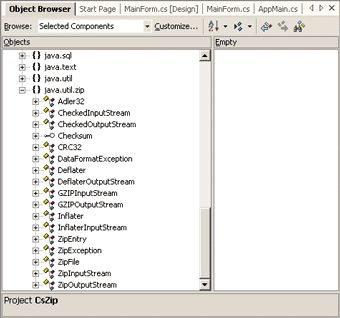 Object Browser Start Page MainForm.cs [Design] MainForm.cs AppMain.cs
Browse: Selected Components Customize...
Objects Empty
java.sql
java.text
java.util
java.util.zip
Adler32
CheckedInputStream
CheckedOutputStream
Checksum
CRC32
DataFormatException
Deflater
DeflaterOutputStream
GZIPInputStream
GZIPOutputStream
Inflater
InflaterInputStream
ZipEntry
ZipException
ZipFile
ZipInputStream
ZipOutputStream
Project CsZip